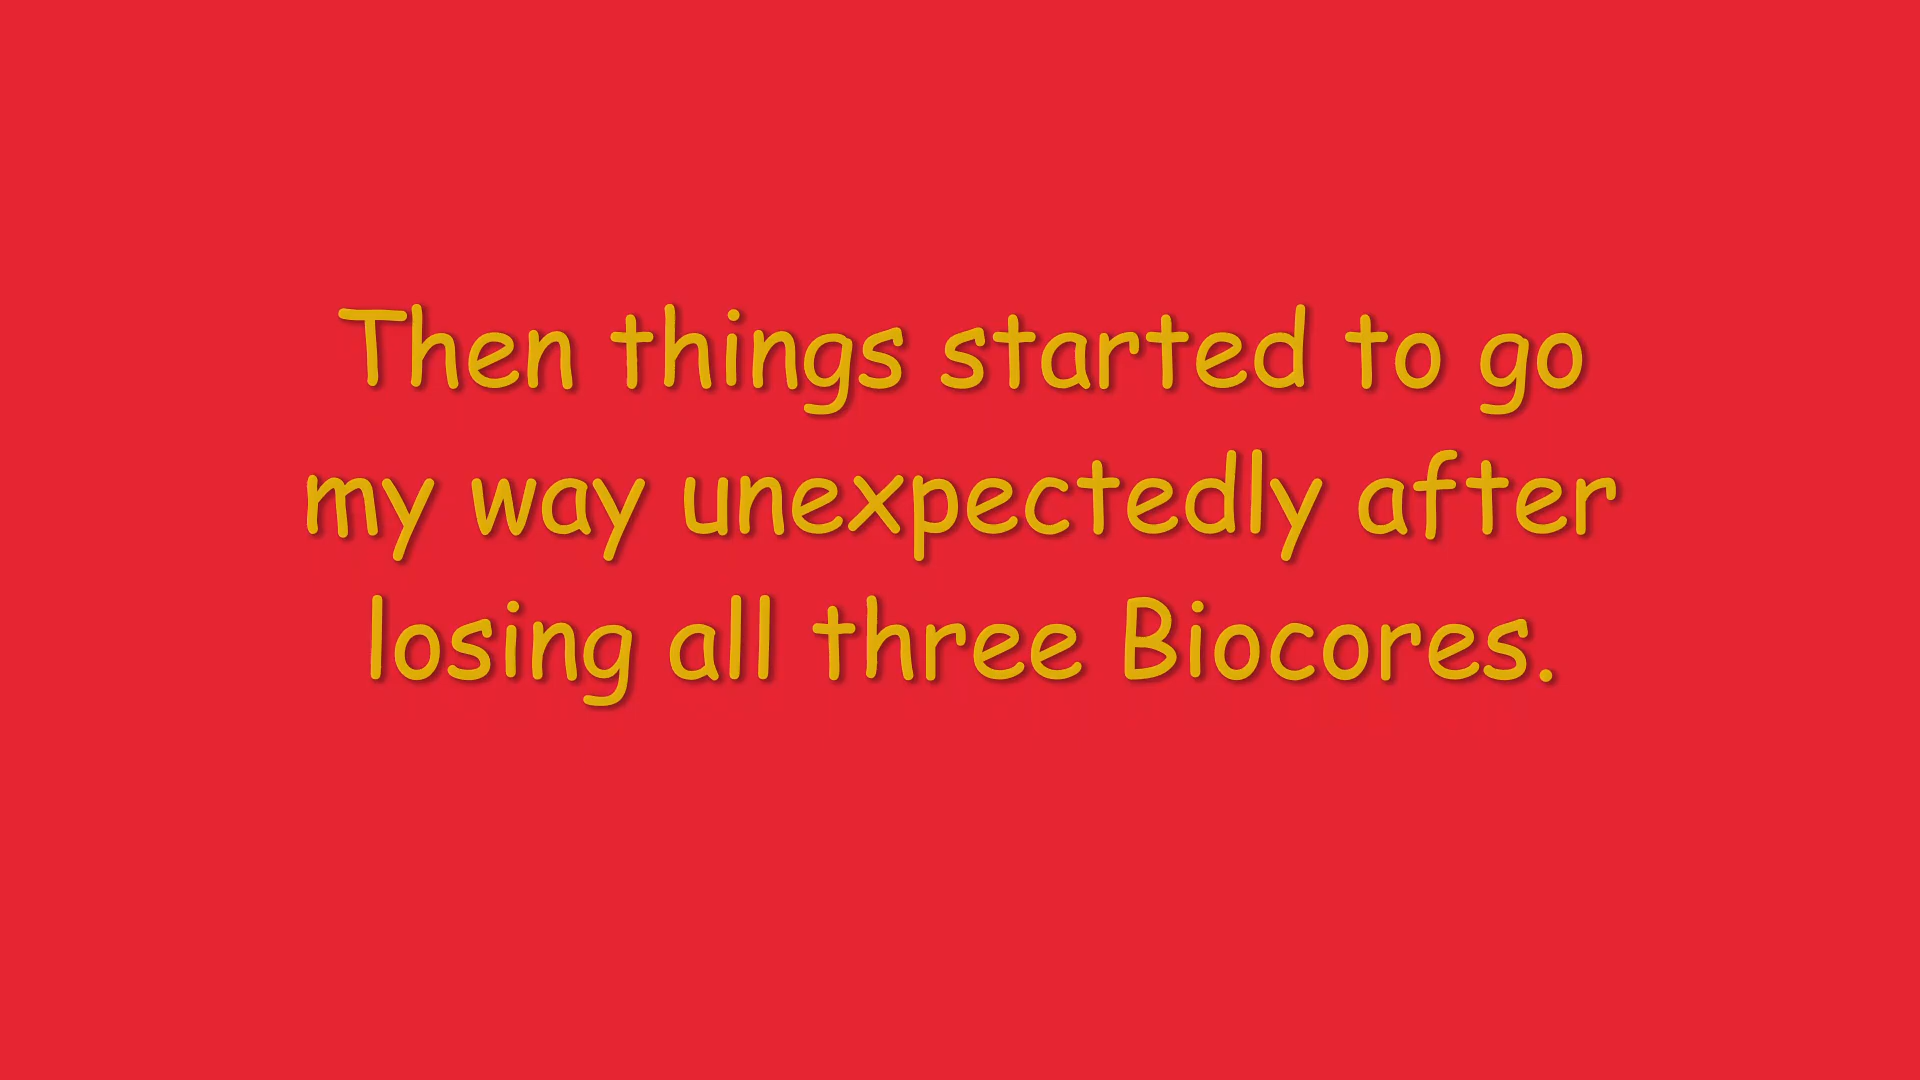 Then things started to go
my way unexpectedly after
losing all three Biocores.